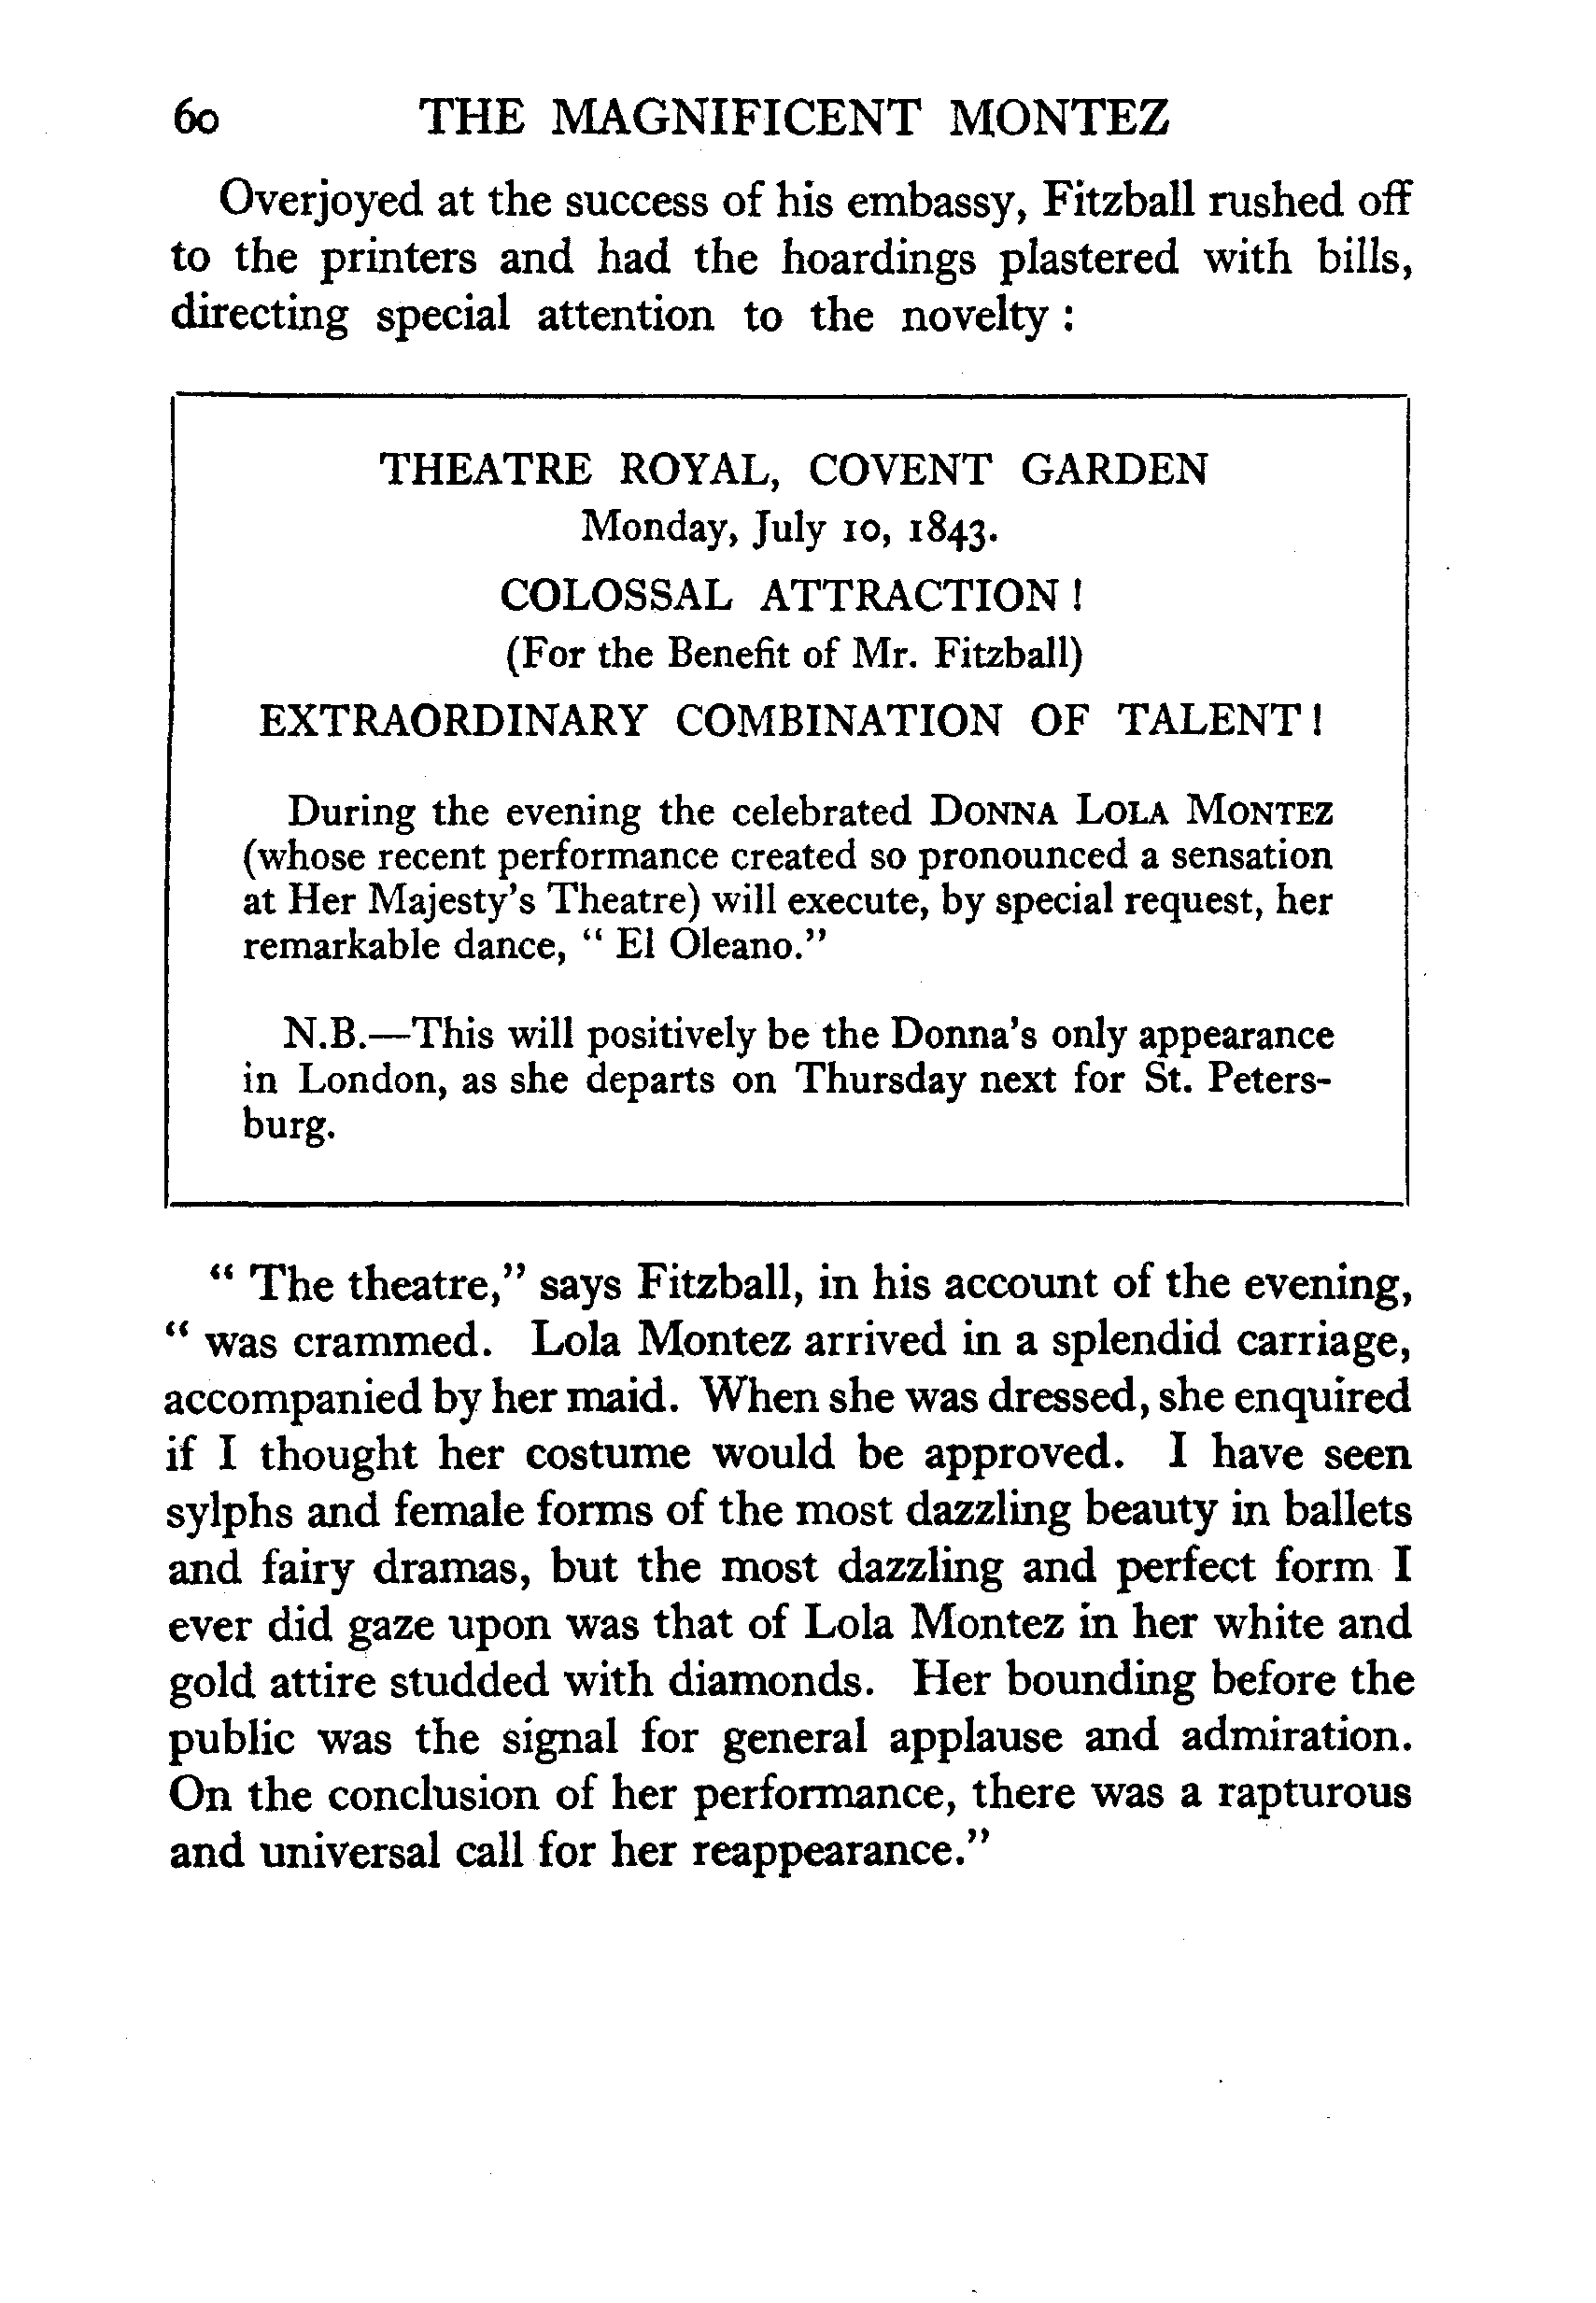 60 THE MAGNIFICENT MONTEZ
Overjoyed at the success of his embassy, Fitzball rushed off
to the printers and had the hoardings plastered with bills,
directing special attention to the novelty :
THEATRE ROYAL, COVENT GARDEN
Monday, July 10, 1843.
COLOSSAL ATTRACTION !
(For the Benefit of Mr. Fitzball)
EXTRAORDINARY COMBINATION OF TALENT !
During the evening the celebrated DONNA LOLA MONTEZ
(whose recent performance created so pronounced a sensation
at Her Majesty's Theatre) will execute, by special request, her
remarkable dance, “ El Oleano.”
N.B.—This will positively be the Donna's only appearance
in London, as she departs on Thursday next for St. Peters-
burg.
“ The theatre,” says Fitzball, in his account of the evening,
“ was crammed. Lola Montez arrived in a splendid carriage,
accompanied by her maid. When she was dressed, she enquired
if I thought her costume would be approved. I have seen
sylphs and female forms of the most dazzling beauty in ballets
and fairy dramas, but the most dazzling and perfect form I
ever did gaze upon was that of Lola Montez in her white and
gold attire studded with diamonds. Her bounding before the
public was the signal for general applause and admiration.
On the conclusion of her performance, there was a rapturous
and universal call for her reappearance.”